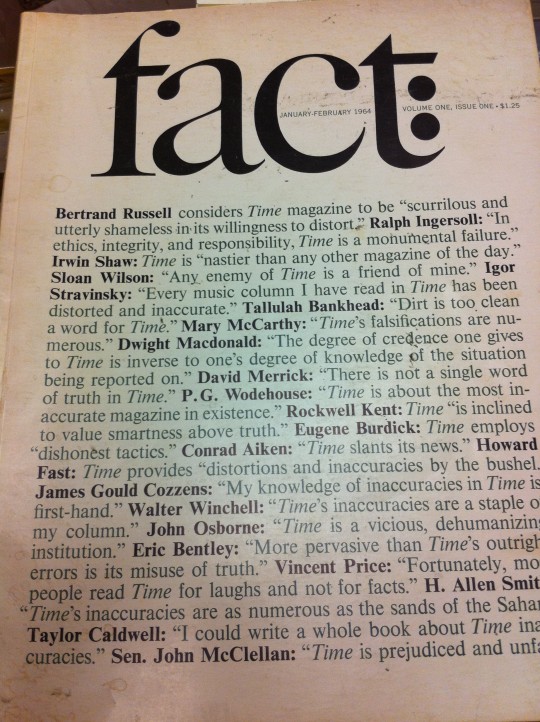 fact:
JANUARY-FEBRUARY 1964
VOLUME ONE, ISSUE ONE • $1.25
Bertrand Russell considers Time magazine to be “scurrilous and
utterly shameless in its willingness to distort.” Ralph Ingersoll: “In
ethics, integrity, and responsibility, Time is a monumental failure.”
Irwin Shaw: Time is “nastier than any other magazine of the day.”
Sloan Wilson: “Any enemy of Time is a friend of mine.” Igor
Stravinsky: “Every music column I have read in Time has been
distorted and inaccurate.” Tallulah Bankhead: “Dirt is too clean
a word for Time.” Mary McCarthy: “Time’s falsifications are nu-
merous.” Dwight Macdonald: “The degree of credence one gives
to Time is inverse to one’s degree of knowledge of the situation
being reported on.” David Merrick: “There is not a single word
of truth in Time.” P.G. Wodehouse: “Time is about the most in-
accurate magazine in existence.” Rockwell Kent: Time “is inclined
to value smartness above truth.” Eugene Burdick: Time employs
“dishonest tactics.” Conrad Aiken: “Time slants its news.” Howard
Fast: Time provides “distortions and inaccuracies by the bushel.
James Gould Cozzens: “My knowledge of inaccuracies in Time is
first-hand.” Walter Winchell: “Time’s inaccuracies are a staple o
my column.” John Osborne: “Time is a vicious, dehumanizing
institution.” Eric Bentley: “More pervasive than Time’s outrigh
errors is its misuse of truth.” Vincent Price: “Fortunately, mo
people read Time for laughs and not for facts.” H. Allen Smit
“Time’s inaccuracies are as numerous as the sands of the Sahar
Taylor Caldwell: “I could write a whole book about Time ina
curacies.” Sen. John McClellan: “Time is prejudiced and unfa